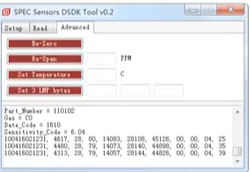 SPEC Sensors DSDK Tool v0.2
Setup Read Advanced
Re-Zero
Re-Span PPM
Set Temperature C
Set 3 LMP bytes
Part_Number = 110102
Gas = CO
Date_Code = 1610
Sensitivity_Code = 6.04
100416021231, 4617, 28, 80, 14083, 28108, 45126, 00, 00, 04, 25
100416021231, 4480, 28, 79, 14073, 28140, 44898, 00, 00, 04, 35
100416021231, 4313, 28, 79, 14057, 28144, 44826, 00, 00, 04, 39